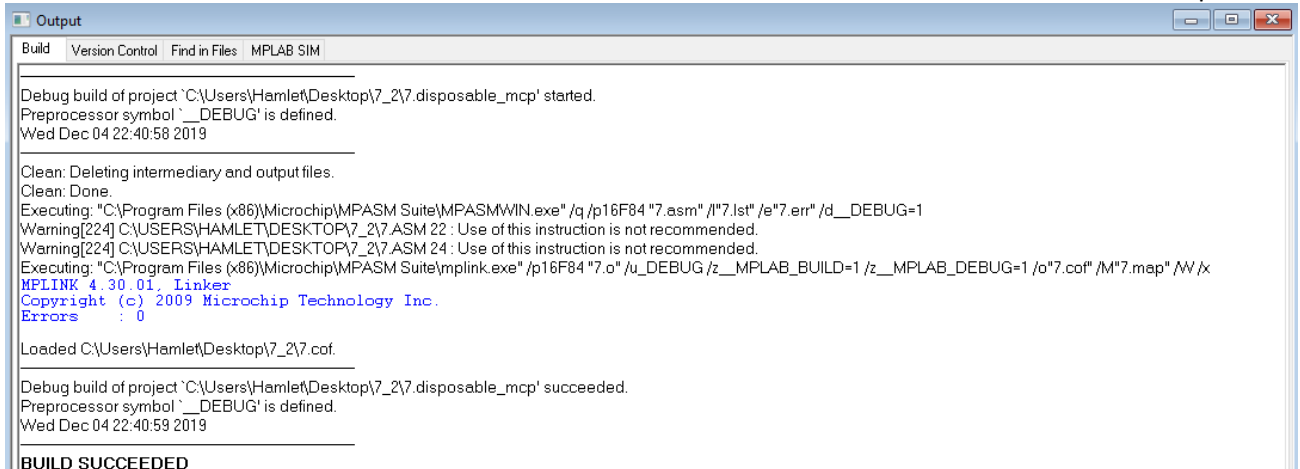 Output
Build Version Control Find in Files MPLAB SIM
Debug build of project `C:\Users\Hamlet\Desktop\7_2\7.disposable_mcp' started.
Preprocessor symbol `__DEBUG' is defined.
Wed Dec 04 22:40:58 2019
Clean: Deleting intermediary and output files.
Clean: Done.
Executing: "C:\Program Files (x86)\Microchip\MPASM Suite\MPASMWIN.exe" /q /p16F84 "7.asm" /l"7.lst" /e"7.err" /d__DEBUG=1
Warning[224] C:\USERS\HAMLET\DESKTOP\7_2\7.ASM 22 : Use of this instruction is not recommended.
Warning[224] C:\USERS\HAMLET\DESKTOP\7_2\7.ASM 24 : Use of this instruction is not recommended.
Executing: "C:\Program Files (x86)\Microchip\MPASM Suite\mplink.exe" /p16F84 "7.o" /u_DEBUG /z__MPLAB_BUILD=1 /z__MPLAB_DEBUG=1 /o"7.cof" /M"7.map" /W /x
MPLINK 4.30.01, Linker
Copyright (c) 2009 Microchip Technology Inc.
Errors : 0
Loaded C:\Users\Hamlet\Desktop\7_2\7.cof.
Debug build of project `C:\Users\Hamlet\Desktop\7_2\7.disposable_mcp' succeeded.
Preprocessor symbol `__DEBUG' is defined.
Wed Dec 04 22:40:59 2019
BUILD SUCCEEDED